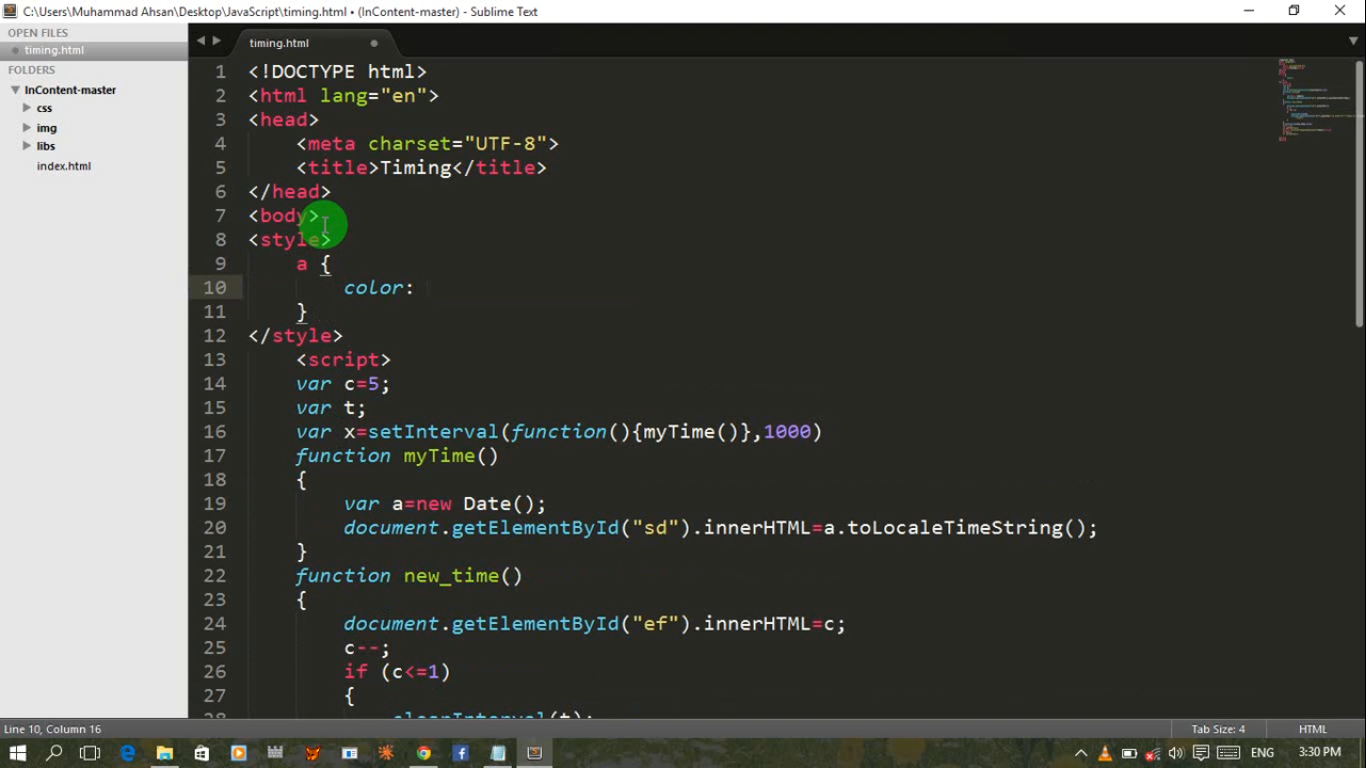 C:\Users\Muhammad Ahsan\Desktop\JavaScript\timing.html • (InContent-master) - Sublime Text
OPEN FILES
timing.html
FOLDERS
InContent-master
css
img
libs
index.html
timing.html
1 <!DOCTYPE html>
2 <html lang="en">
3 <head>
4 <meta charset="UTF-8">
5 <title>Timing</title>
6 </head>
7 <body>
8 <style>
9 a {
10 color:
11 }
12 </style>
13 <script>
14 var c=5;
15 var t;
16 var x=setInterval(function(){myTime()},1000)
17 function myTime()
18 {
19 var a=new Date();
20 document.getElementById("sd").innerHTML=a.toLocaleTimeString();
21 }
22 function new_time()
23 {
24 document.getElementById("ef").innerHTML=c;
25 c--;
26 if (c<=1)
27 {
28 clearInterval(t);
Line 10, Column 16
Tab Size: 4
HTML
ENG
3:30 PM